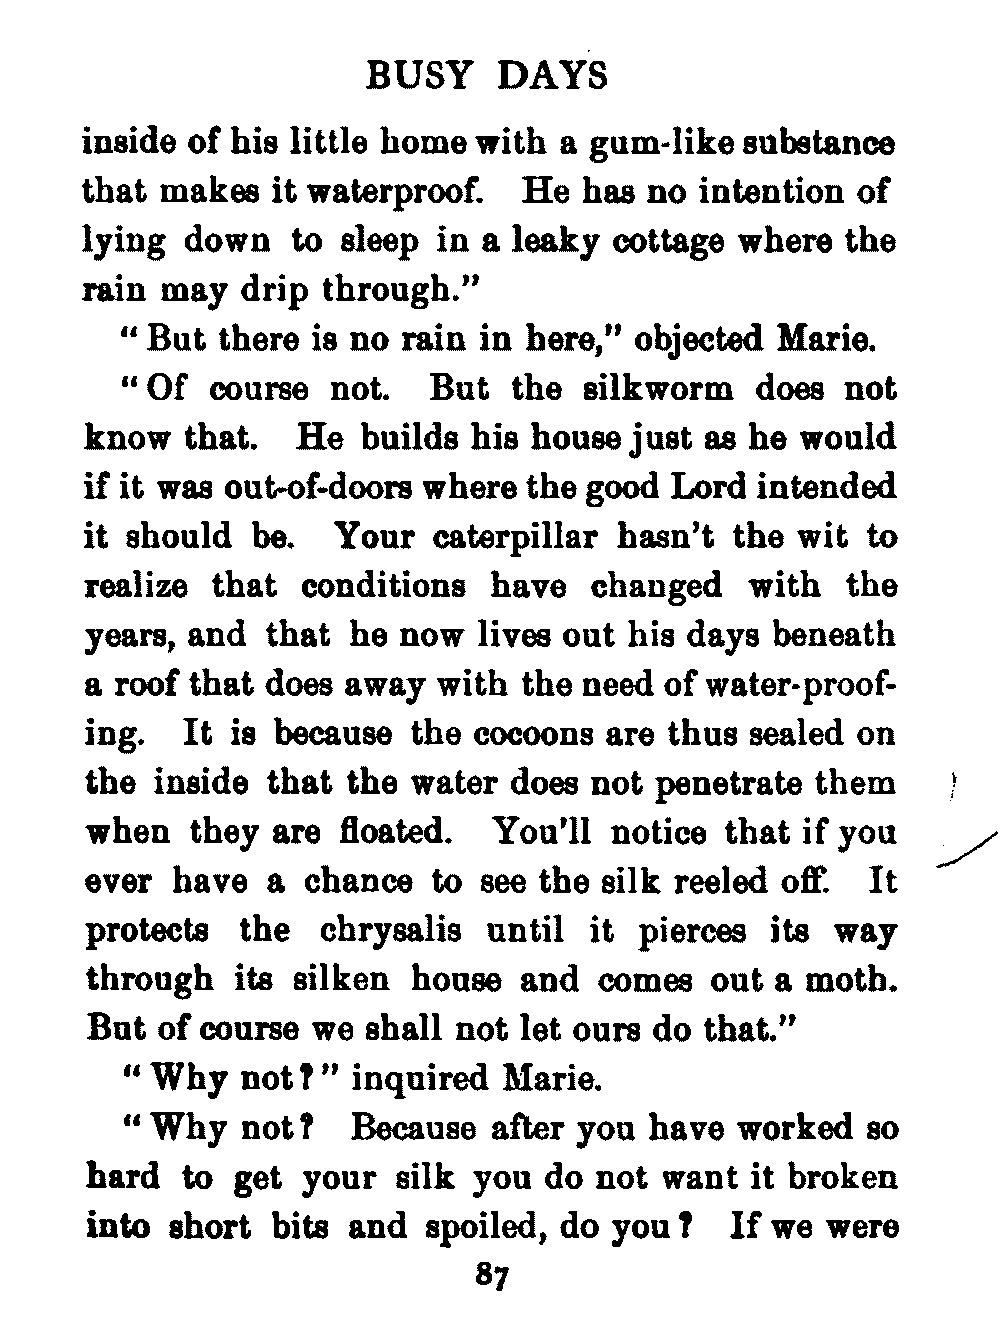 BUSY DAYS
inside of his little home with a gum-like substance
that makes it waterproof. He has no intention of
lying down to sleep in a leaky cottage where the
rain may drip through."
"But there is no rain in here," objected Marie.
"Of course not. But the silkworm does not
know that. He builds his house just as he would
if it was out-of-doors where the good Lord intended
it should be. Your caterpillar hasn't the wit to
realize that conditions have changed with the
years, and that he now lives out his days beneath
a roof that does away with the need of water-proof-
ing. It is because the cocoons are thus sealed on
the inside that the water does not penetrate them
when they are floated. You'll notice that if you
ever have a chance to see the silk reeled off. It
protects the chrysalis until it pierces its way
through its silken house and comes out a moth.
But of course we shall not let ours do that."
"Why not?" inquired Marie.
"Why not? Because after you have worked so
hard to get your silk you do not want it broken
into short bits and spoiled, do you? If we were
87